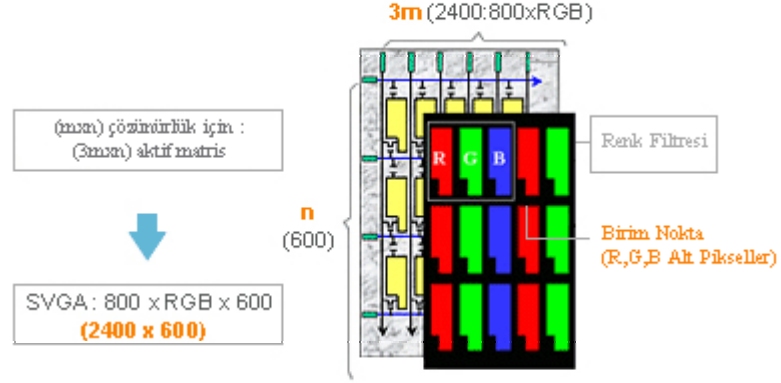 3m (2400:800xRGB)
(mxn) çözünürlük için :
(3mxn) aktif matris
R G B
Renk Filtresi
n
(600)
Birim Nokta
(R,G,B Alt Pikseller)
SVGA: 800 xRGB x 600
(2400 x 600)